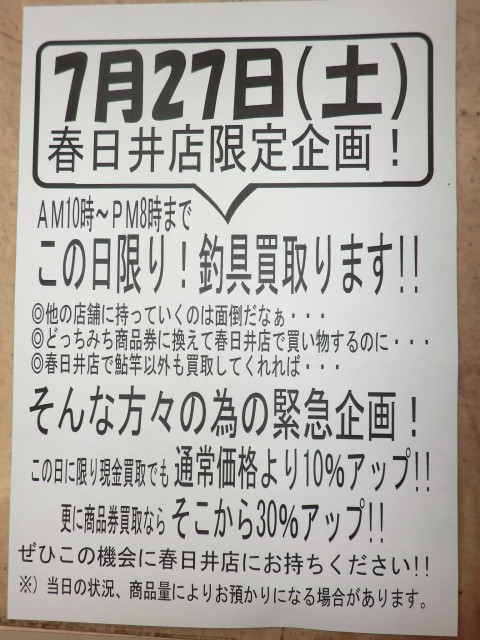 7月27日(土)
春日井店限定企画！
AM10時～PM8時まで
この日限り！釣具買取ります!!
◎他の店舗に持っていくのは面倒だなぁ・・・
◎どっちみち商品券に換えて春日井店で買い物するのに・・・
◎春日井店で鮎竿以外も買取してくれれば・・・
そんな方々の為の緊急企画！
この日に限り現金買取でも通常価格より10%アップ!!
更に商品券買取ならそこから30%アップ!!
ぜひこの機会に春日井店にお持ちください!!
※）当日の状況、商品量によりお預かりになる場合があります。